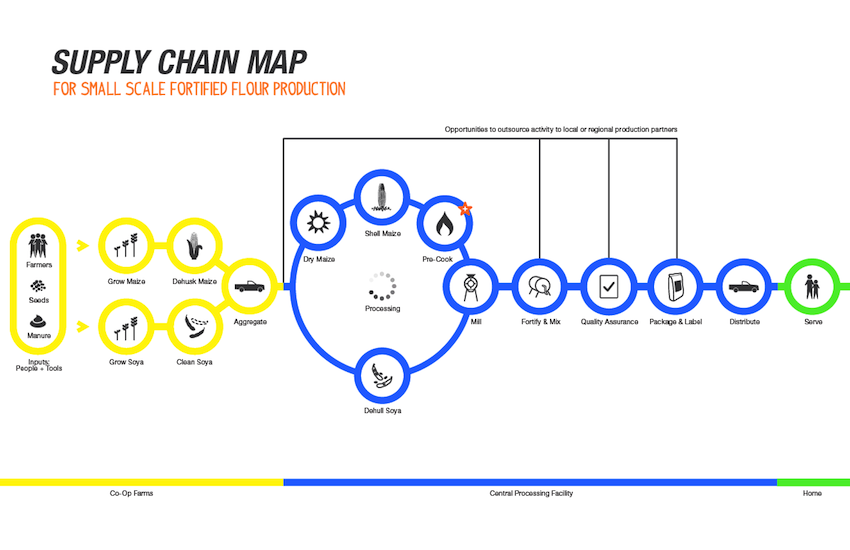 SUPPLY CHAIN MAP
FOR SMALL SCALE FORTIFIED FLOUR PRODUCTION
Opportunities to outsource activity to local or regional production partners
Farmers
Seeds
Manure
Inputs:
People + Tools
Grow Maize
Dehusk Maize
Grow Soya
Clean Soya
Aggregate
Dry Maize
Shell Maize
Pre-Cook
Processing
Dehull Soya
Mill
Fortify & Mix
Quality Assurance
Package & Label
Distribute
Serve
Co-Op Farms
Central Processing Facility
Home